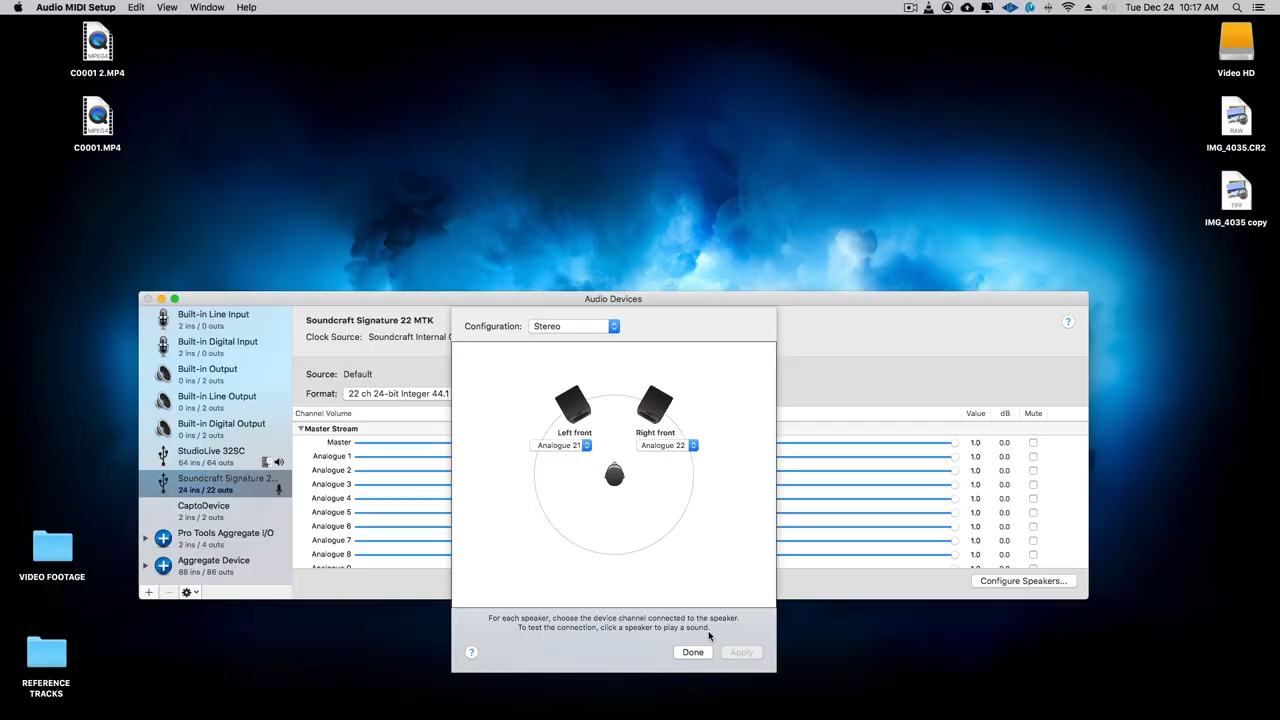 Audio MIDI Setup Edit View Window Help Tue Dec 24 10:17 AM
MPEG4
C0001 2.MP4
MPEG4
C0001.MP4
Video HD
RAW
IMG_4035.CR2
TIFF
IMG_4035 copy
VIDEO FOOTAGE
REFERENCE
TRACKS
Audio Devices
Built-in Line Input
2 ins / 0 outs
Built-in Digital Input
2 ins / 0 outs
Built-in Output
0 ins / 2 outs
Built-in Line Output
0 ins / 2 outs
Built-in Digital Output
0 ins / 2 outs
StudioLive 32SC
64 ins / 64 outs
Soundcraft Signature 2...
24 ins / 22 outs
CaptoDevice
2 ins / 2 outs
Pro Tools Aggregate I/O
2 ins / 4 outs
Aggregate Device
88 ins / 86 outs
Soundcraft Signature 22 MTK
Clock Source: Soundcraft Internal
Source: Default
Format: 22 ch 24-bit Integer 44.1
Channel Volume Value dB Mute
Master Stream
Master 1.0 0.0
Analogue 1 1.0 0.0
Analogue 2 1.0 0.0
Analogue 3 1.0 0.0
Analogue 4 1.0 0.0
Analogue 5 1.0 0.0
Analogue 6 1.0 0.0
Analogue 7 1.0 0.0
Analogue 8 1.0 0.0
Configure Speakers...
?
Configuration: Stereo
Left front Right front
Analogue 21 Analogue 22
For each speaker, choose the device channel connected to the speaker.
To test the connection, click a speaker to play a sound.
? Done Apply